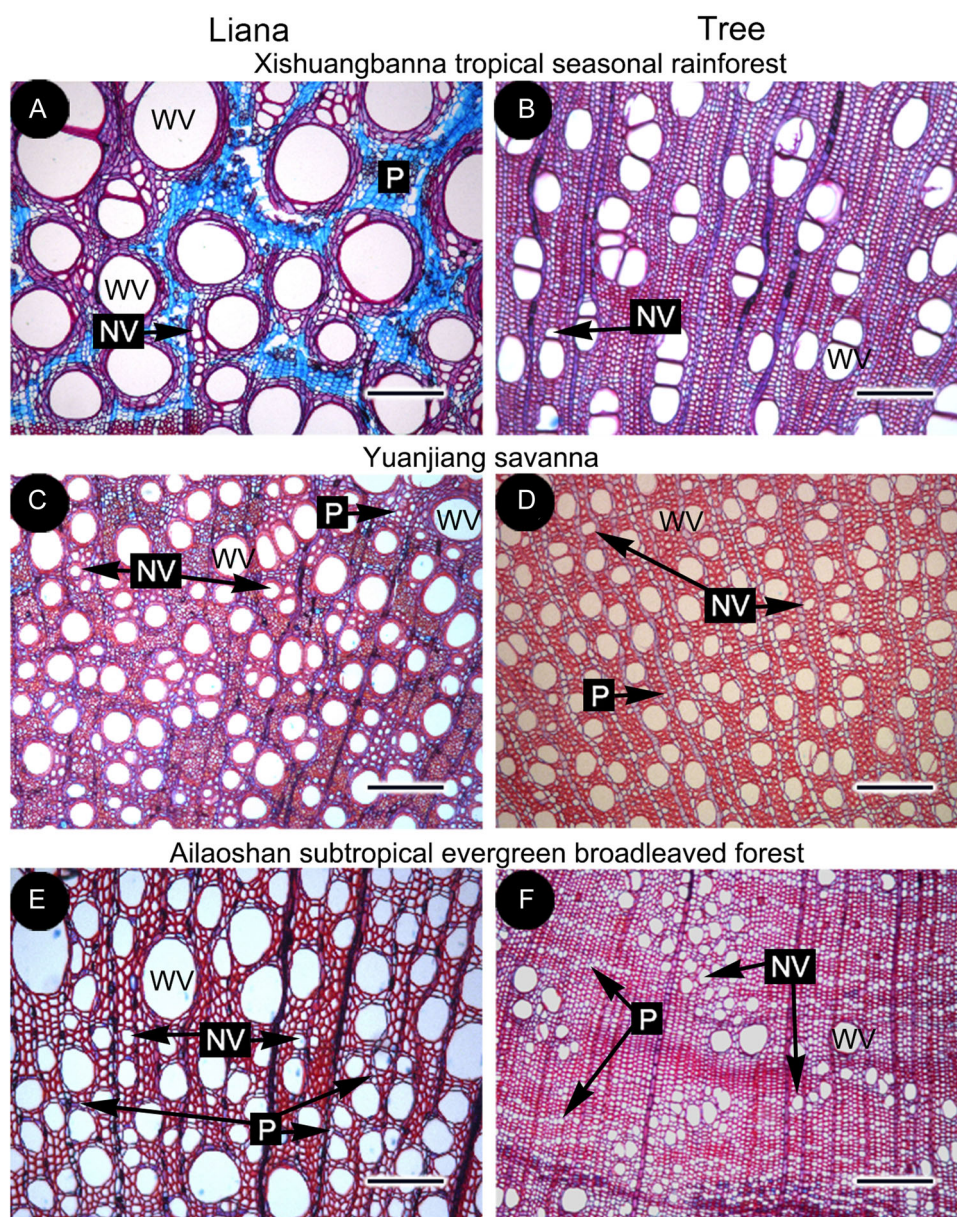 Liana Tree
Xishuangbanna tropical seasonal rainforest
A WV P WV NV
B NV WV
Yuanjiang savanna
C P WV WV NV
D WV NV P
Ailaoshan subtropical evergreen broadleaved forest
E WV NV P
F NV P WV